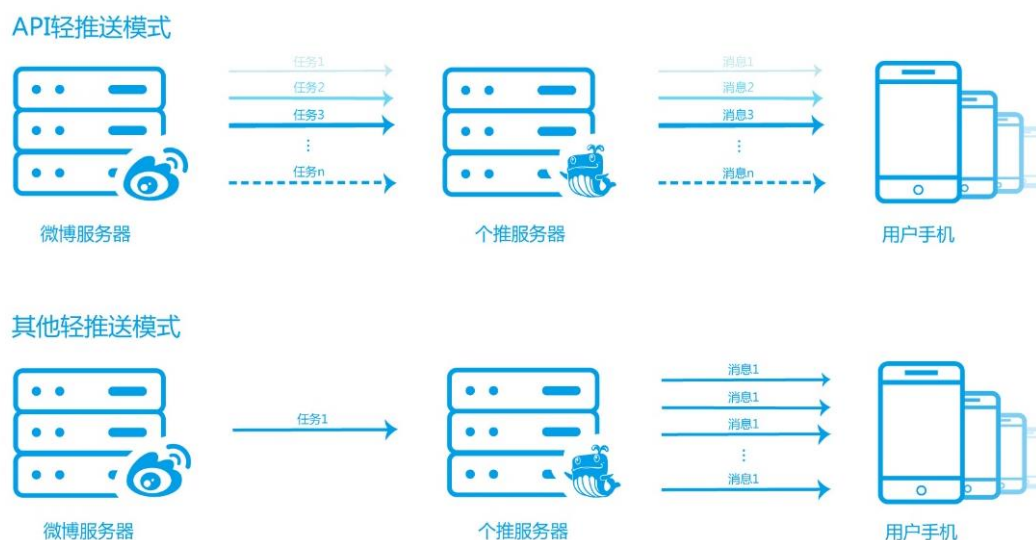 API轻推送模式
任务1
消息1
任务2
消息2
任务3
消息3
⋮
⋮
任务n
消息n
微博服务器
个推服务器
用户手机
其他轻推送模式
消息1
消息1
任务1
消息1
⋮
消息1
微博服务器
个推服务器
用户手机